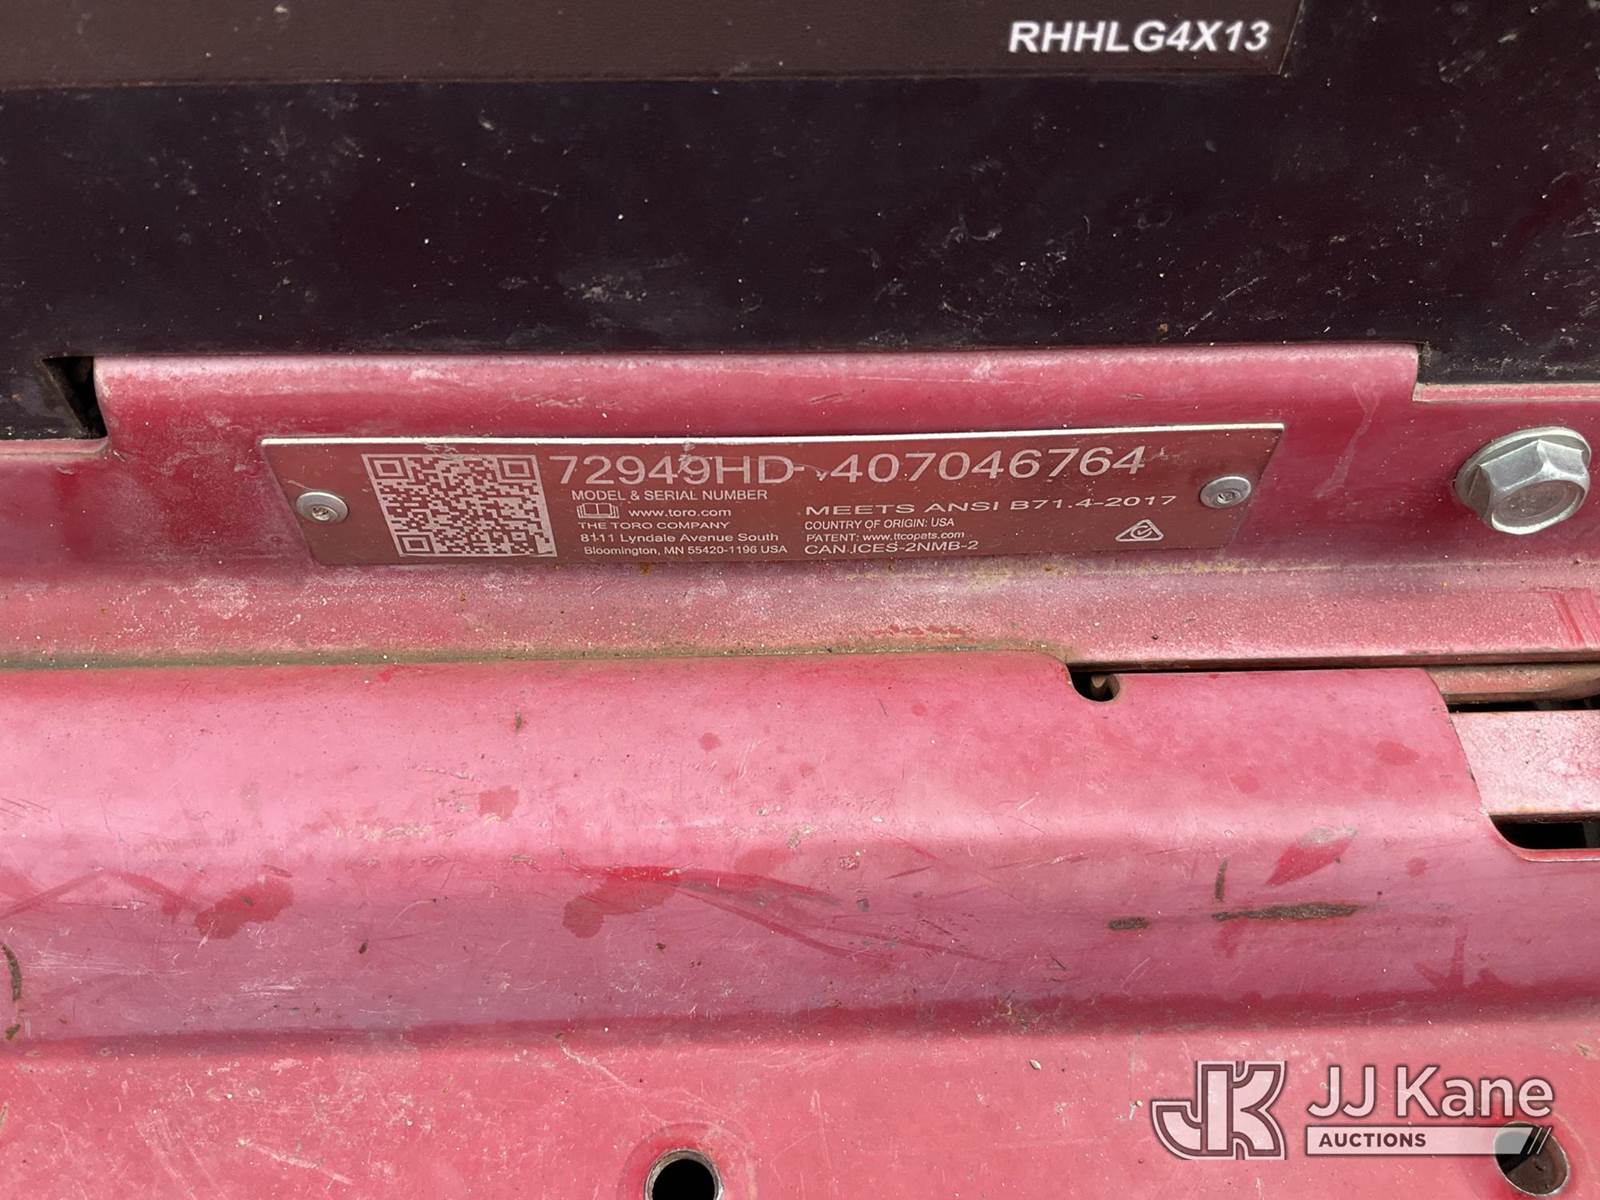 RHHLG4X13
72949HD-407046764
MODEL & SERIAL NUMBER
www.toro.com
THE TORO COMPANY
8111 Lyndale Avenue South
Bloomington, MN 55420-1196 USA
MEETS ANSI B71.4-2017
COUNTRY OF ORIGIN: USA
PATENT: www.ttcopats.com
CAN ICES-2NMB-2
JK
JJ Kane
AUCTIONS